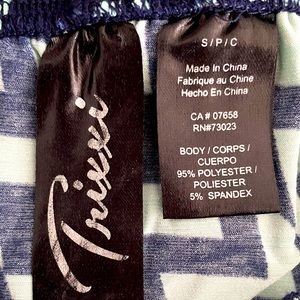 Trixxi
S/P/C
Made In China
Fabrique au Chine
Hecho En China
CA# 07658
RN#73023
BODY / CORPS /
CUERPO
95% POLYESTER /
POLIESTER
5% SPANDEX